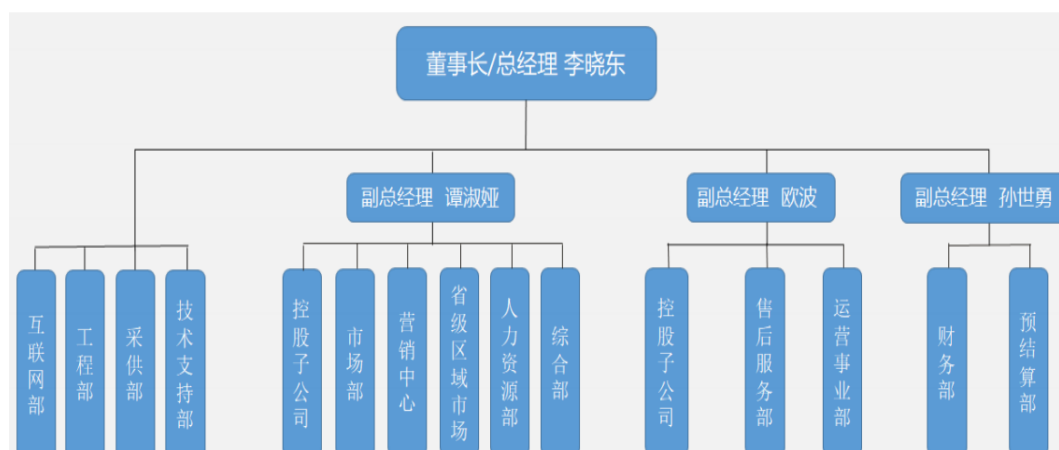 董事长/总经理 李晓东
副总经理 谭淑娅
副总经理 欧波
副总经理 孙世勇
互联网部
工程部
采供部
技术支持部
控股子公司
市场部
营销中心
省级区域市场
人力资源部
综合部
控股子公司
售后服务部
运营事业部
财务部
预结算部